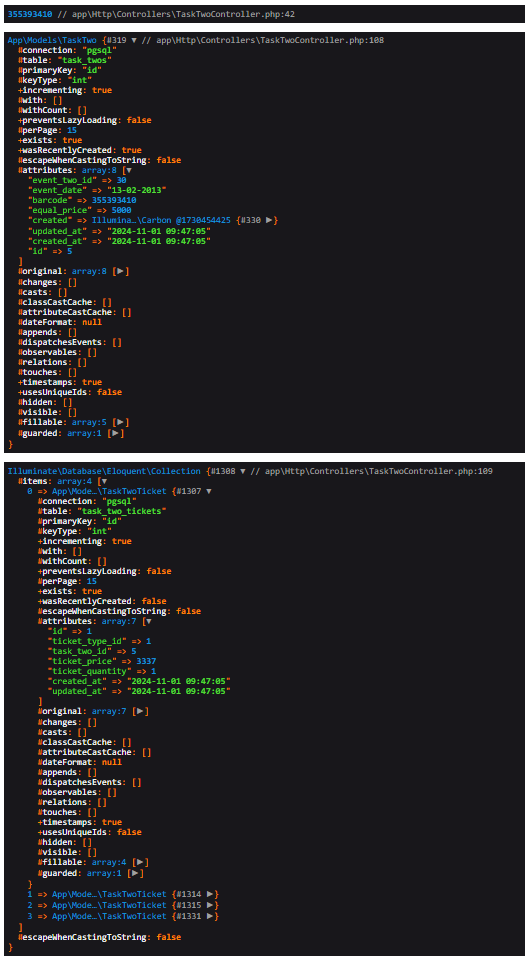 355393410 // app\Http\Controllers\TaskTwoController.php:42
App\Models\TaskTwo {#319 ▼ // app\Http\Controllers\TaskTwoController.php:108
#connection: "pgsql"
#table: "task_twos"
#primaryKey: "id"
#keyType: "int"
+incrementing: true
#with: []
#withCount: []
+preventsLazyLoading: false
#perPage: 15
+exists: true
+wasRecentlyCreated: true
#escapeWhenCastingToString: false
#attributes: array:8 [▼
"event_two_id" => 30
"event_date" => "13-02-2013"
"barcode" => 355393410
"equal_price" => 5000
"created" => Illumina…\Carbon @1730454425 {#330 ▶}
"updated_at" => "2024-11-01 09:47:05"
"created_at" => "2024-11-01 09:47:05"
"id" => 5
]
#original: array:8 [▶]
#changes: []
#casts: []
#classCastCache: []
#attributeCastCache: []
#dateFormat: null
#appends: []
#dispatchesEvents: []
#observables: []
#relations: []
#touches: []
+timestamps: true
+usesUniqueIds: false
#hidden: []
#visible: []
#fillable: array:5 [▶]
#guarded: array:1 [▶]
}
Illuminate\Database\Eloquent\Collection {#1308 ▼ // app\Http\Controllers\TaskTwoController.php:109
#items: array:4 [▼
0 => App\Mode…\TaskTwoTicket {#1307 ▼
#connection: "pgsql"
#table: "task_two_tickets"
#primaryKey: "id"
#keyType: "int"
+incrementing: true
#with: []
#withCount: []
+preventsLazyLoading: false
#perPage: 15
+exists: true
+wasRecentlyCreated: false
#escapeWhenCastingToString: false
#attributes: array:7 [▼
"id" => 1
"ticket_type_id" => 1
"task_two_id" => 5
"ticket_price" => 3337
"ticket_quantity" => 1
"created_at" => "2024-11-01 09:47:05"
"updated_at" => "2024-11-01 09:47:05"
]
#original: array:7 [▶]
#changes: []
#casts: []
#classCastCache: []
#attributeCastCache: []
#dateFormat: null
#appends: []
#dispatchesEvents: []
#observables: []
#relations: []
#touches: []
+timestamps: true
+usesUniqueIds: false
#hidden: []
#visible: []
#fillable: array:4 [▶]
#guarded: array:1 [▶]
}
1 => App\Mode…\TaskTwoTicket {#1314 ▶}
2 => App\Mode…\TaskTwoTicket {#1315 ▶}
3 => App\Mode…\TaskTwoTicket {#1331 ▶}
]
#escapeWhenCastingToString: false
}